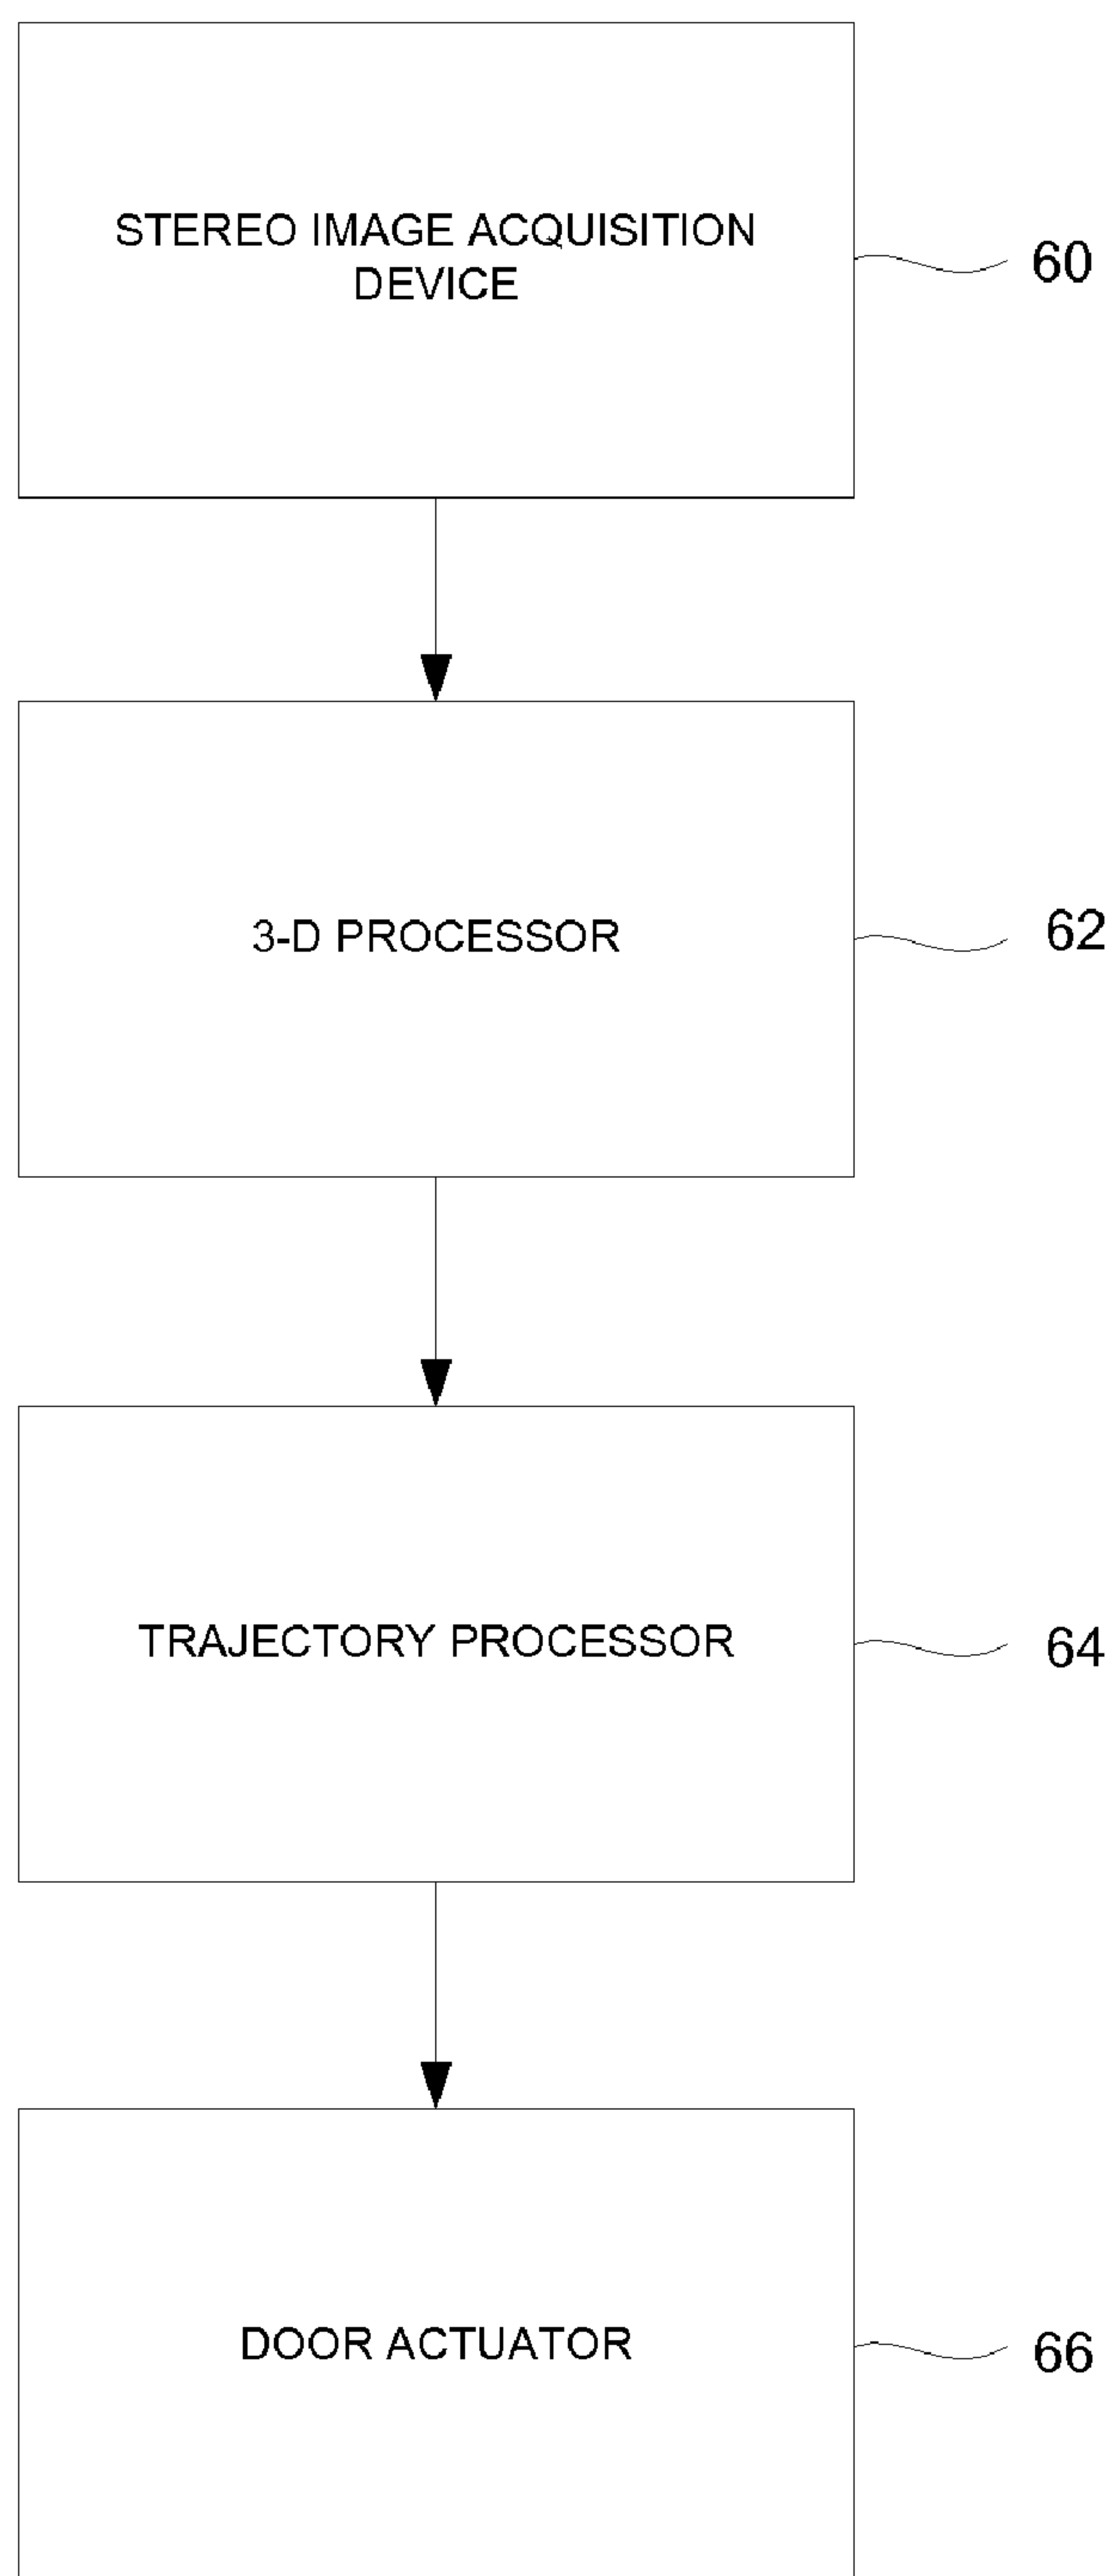 STEREO IMAGE ACQUISITION
DEVICE
60
3-D PROCESSOR
62
TRAJECTORY PROCESSOR
64
DOOR ACTUATOR
66